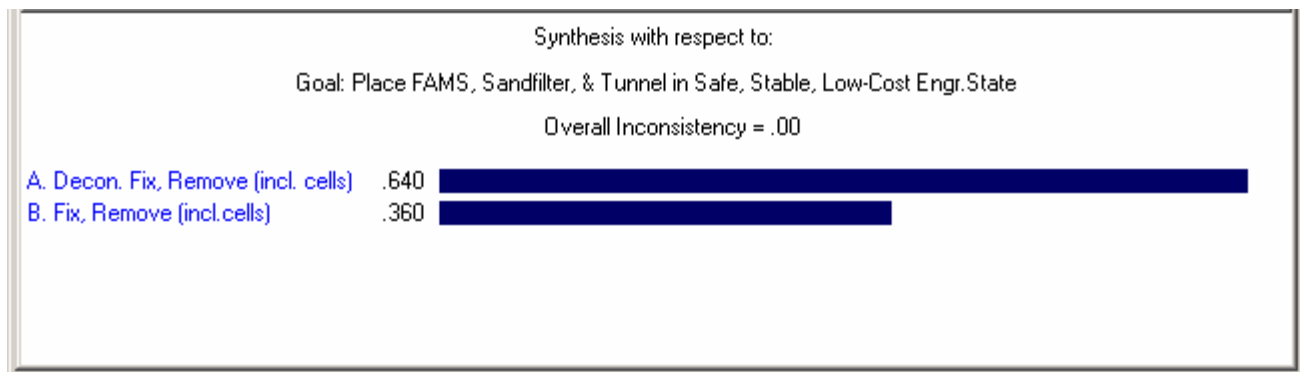 Synthesis with respect to:
Goal: Place FAMS, Sandfilter, & Tunnel in Safe, Stable, Low-Cost Engr.State
Overall Inconsistency = .00
A. Decon. Fix, Remove (incl. cells) .640
B. Fix, Remove (incl.cells) .360